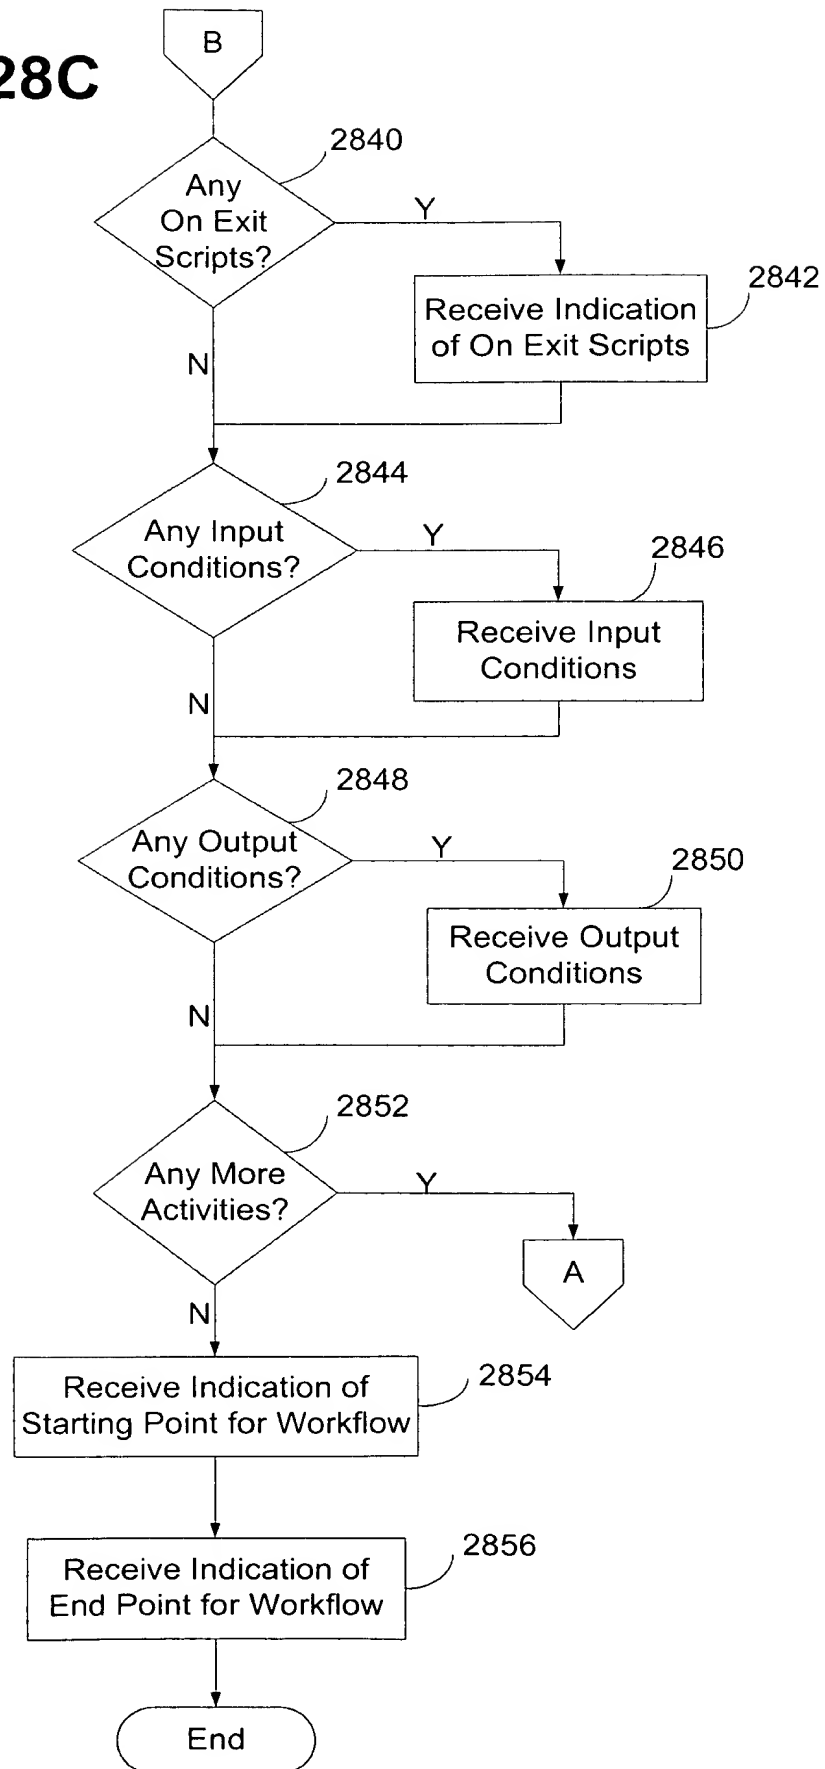 B
28C
2840
Any
On Exit
Scripts?
Y
2842
Receive Indication
of On Exit Scripts
N
2844
Any Input
Conditions?
Y
2846
Receive Input
Conditions
N
2848
Any Output
Conditions?
Y
2850
Receive Output
Conditions
N
2852
Any More
Activities?
Y
A
N
2854
Receive Indication of
Starting Point for Workflow
2856
Receive Indication of
End Point for Workflow
End